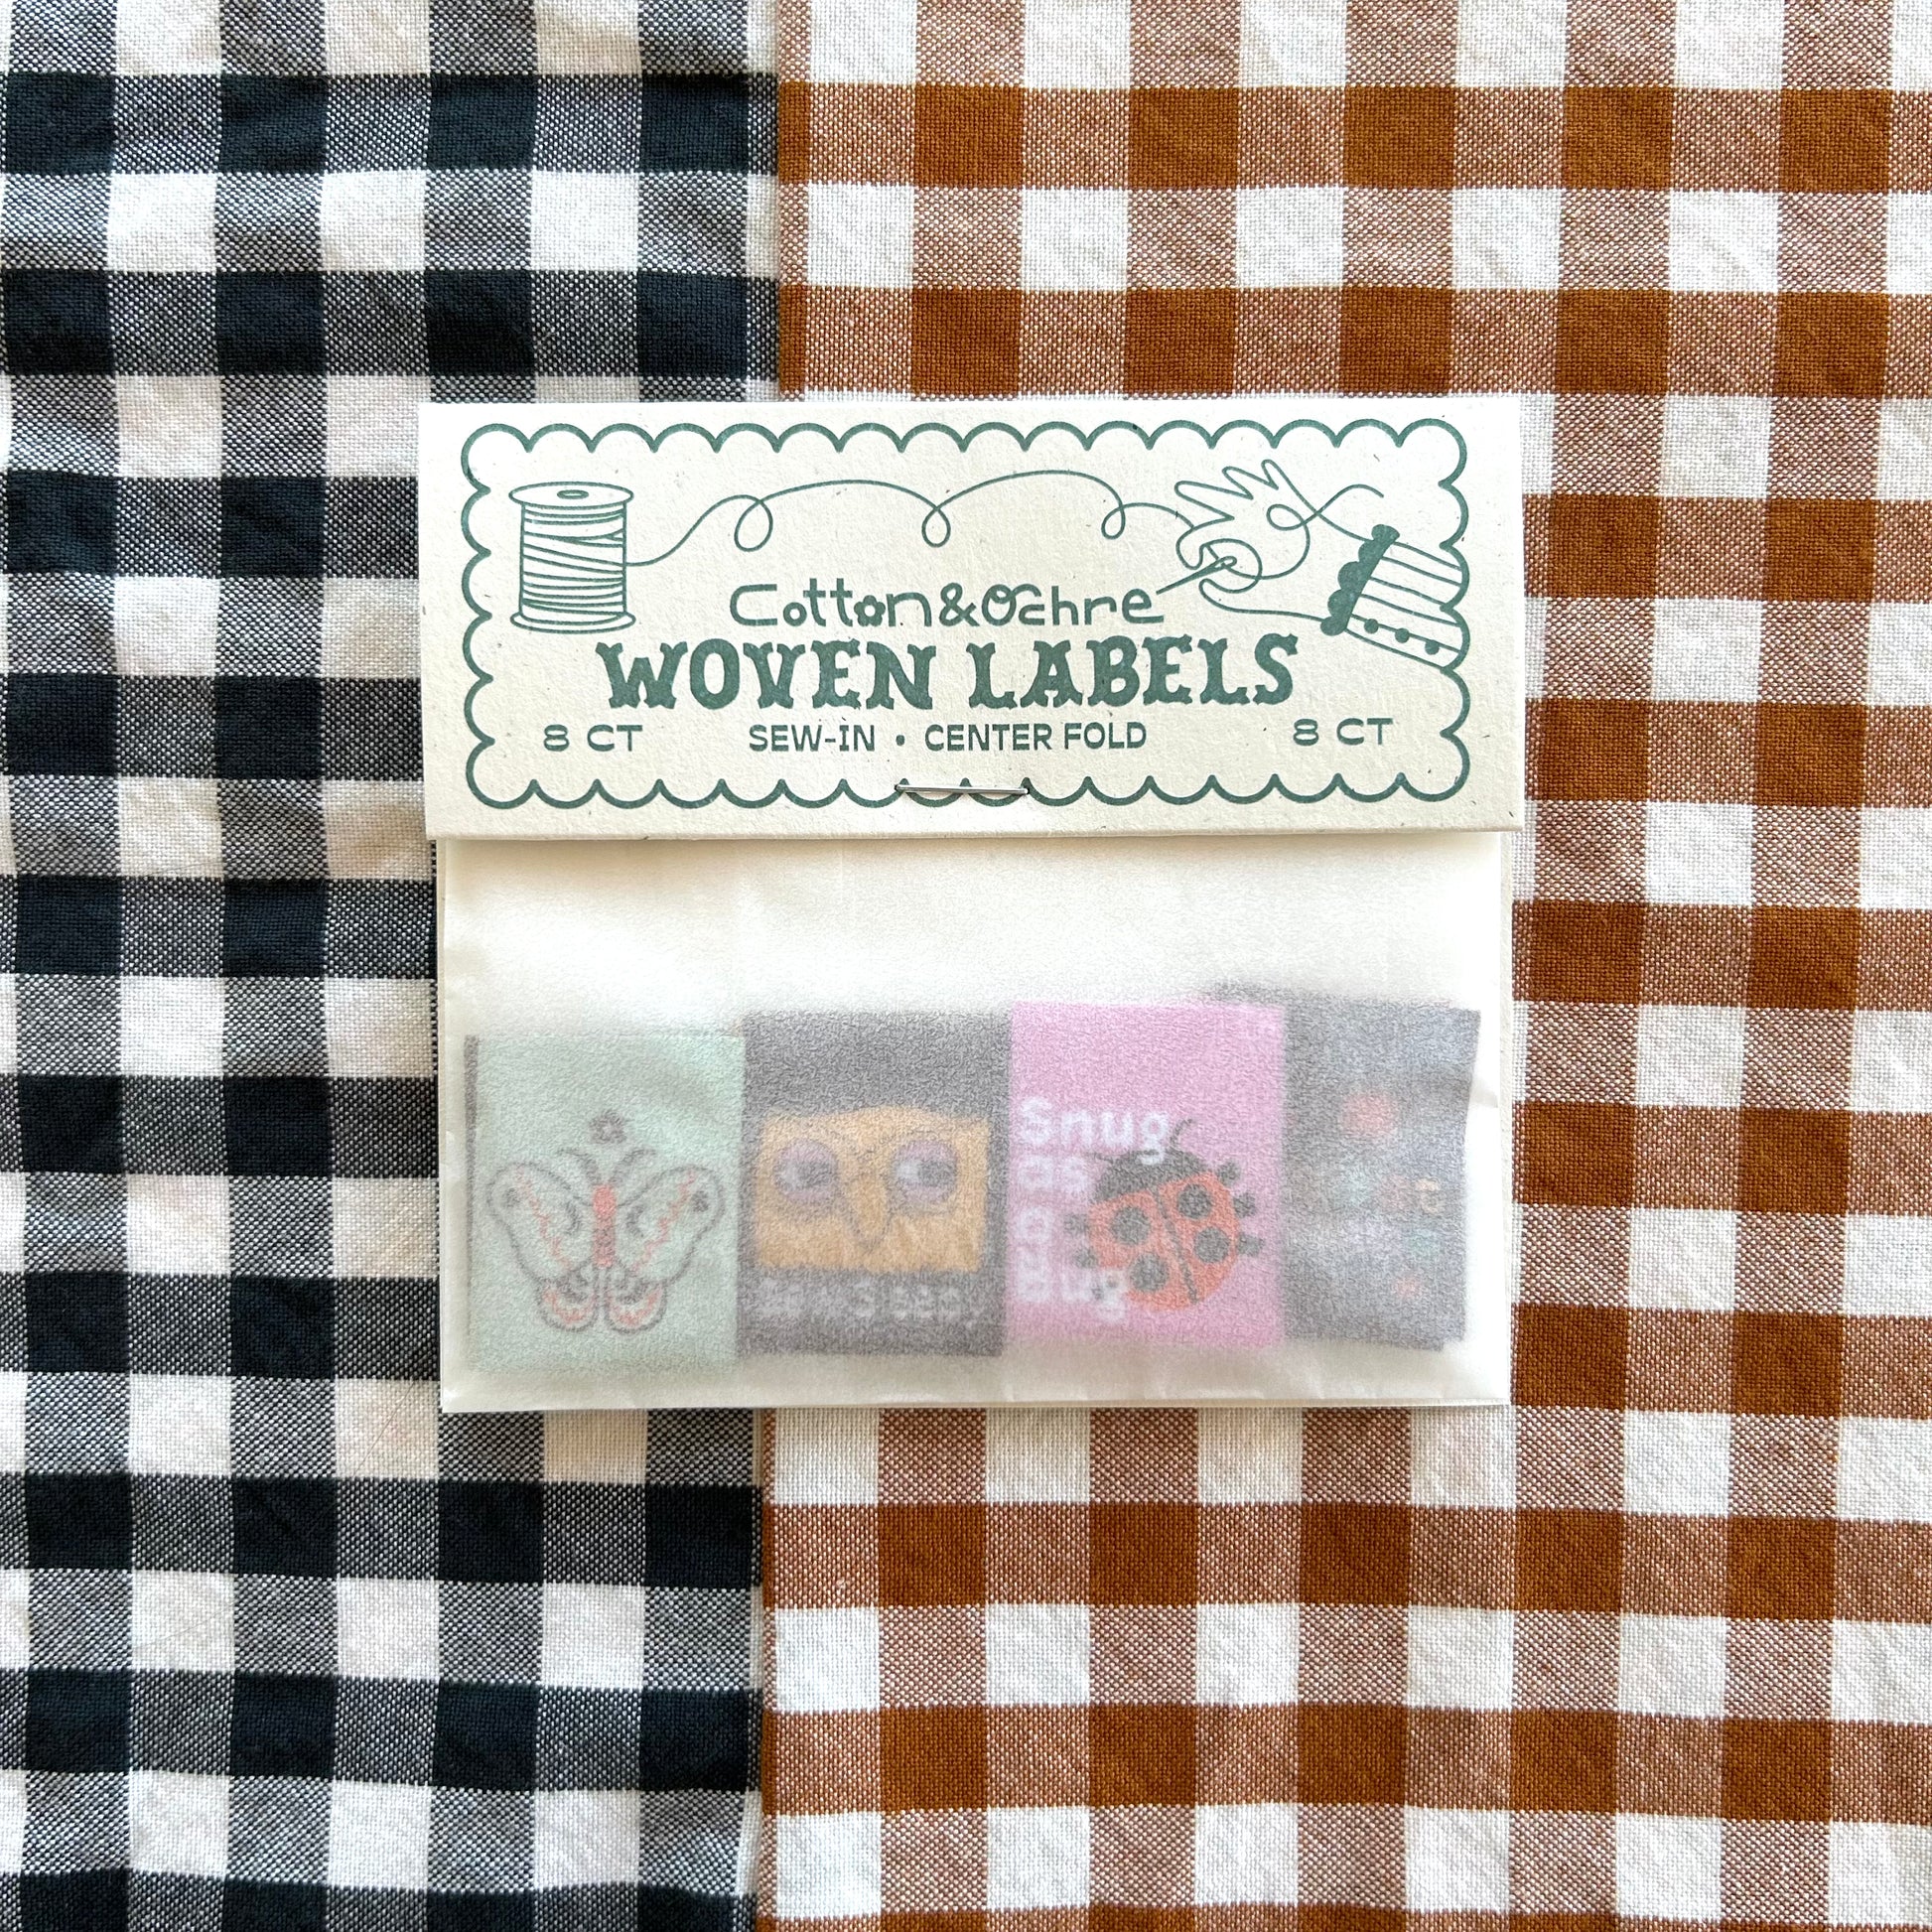 Cotton&Ochre
WOVEN LABELS
8 CT SEW-IN • CENTER FOLD 8 CT
Snug
as
a
Bug